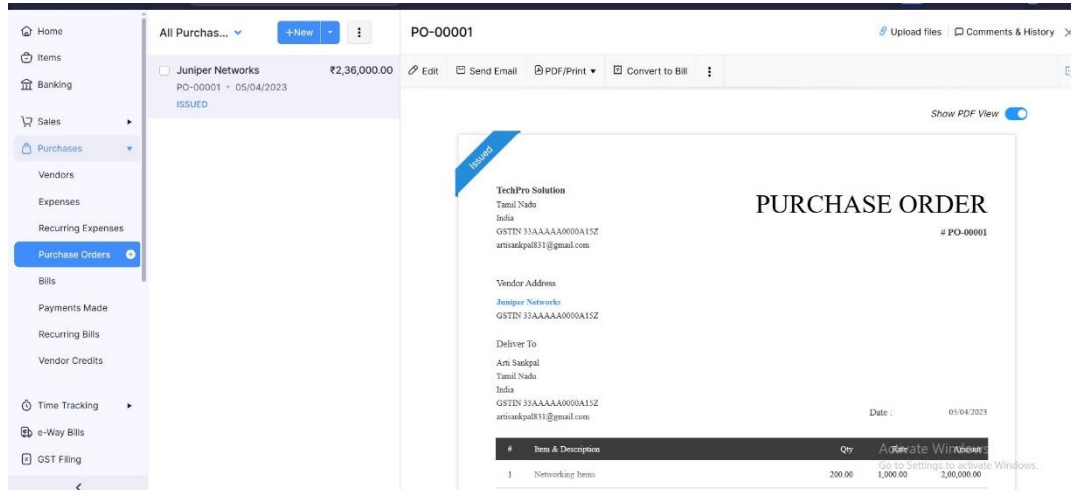 Home
Items
Banking
Sales
Purchases
Vendors
Expenses
Recurring Expenses
Purchase Orders
Bills
Payments Made
Recurring Bills
Vendor Credits
Time Tracking
e-Way Bills
GST Filing
All Purchas...
+New
Juniper Networks ₹2,36,000.00
PO-00001 • 05/04/2023
ISSUED
PO-00001
Upload files
Comments & History
Edit
Send Email
PDF/Print
Convert to Bill
Show PDF View
Issued
TechPro Solution
Tamil Nadu
India
GSTIN 33AAAAA0000A15Z
artisankpal831@gmail.com
PURCHASE ORDER
# PO-00001
Vendor Address
Juniper Networks
GSTIN 33AAAAA0000A15Z
Deliver To
Arti Sankpal
Tamil Nadu
India
GSTIN 33AAAAA0000A15Z
artisankpal831@gmail.com
Date : 05/04/2023
# Item & Description Qty Rate Amount
1 Networking Items 200.00 1,000.00 2,00,000.00
Activate Windows
Go to Settings to activate Windows.